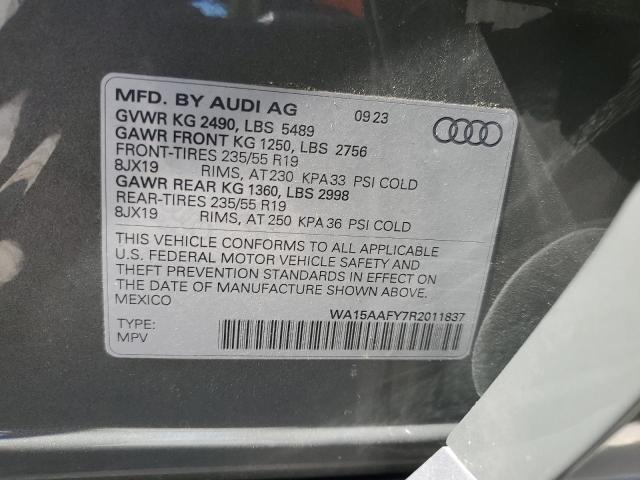 MFD. BY AUDI AG 09 23
GVWR KG 2490, LBS 5489
GAWR FRONT KG 1250, LBS 2756
FRONT-TIRES 235/55 R19
8JX19 RIMS, AT 230 KPA 33 PSI COLD
GAWR REAR KG 1360, LBS 2998
REAR-TIRES 235/55 R19
8JX19 RIMS, AT 250 KPA 36 PSI COLD
THIS VEHICLE CONFORMS TO ALL APPLICABLE
U.S. FEDERAL MOTOR VEHICLE SAFETY AND
THEFT PREVENTION STANDARDS IN EFFECT ON
THE DATE OF MANUFACTURE SHOWN ABOVE.
MEXICO
WA15AAFY7R2011837
TYPE:
MPV